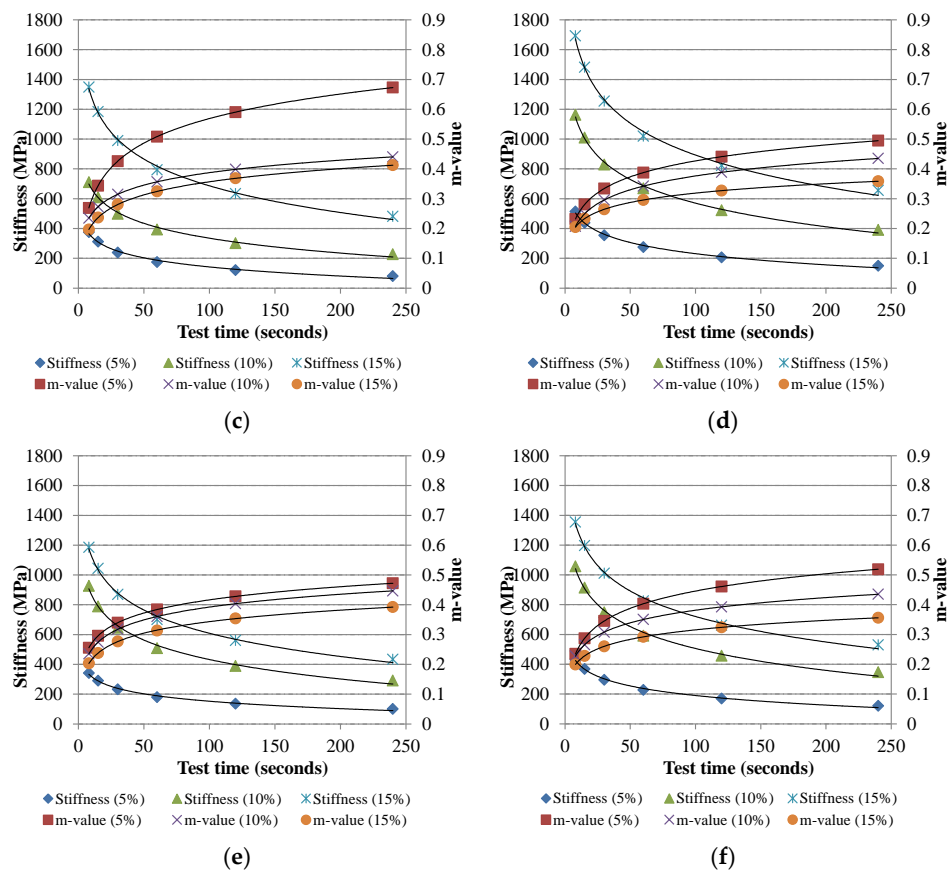 1800 0.9 1800 0.9
1600 0.8 1600 0.8
1400 0.7 1400 0.7
1200 0.6 1200 0.6
1000 0.5 1000 0.5
800 0.4 800 0.4
600 0.3 600 0.3
400 0.2 400 0.2
200 0.1 200 0.1
0 0 0 0
Stiffness (MPa) m-value Stiffness (MPa) m-value
0 50 100 150 200 250 0 50 100 150 200 250
Test time (seconds) Test time (seconds)
Stiffness (5%) Stiffness (10%) Stiffness (15%) Stiffness (5%) Stiffness (10%) Stiffness (15%)
m-value (5%) m-value (10%) m-value (15%) m-value (5%) m-value (10%) m-value (15%)
(c) (d)
1800 0.9 1800 0.9
1600 0.8 1600 0.8
1400 0.7 1400 0.7
1200 0.6 1200 0.6
1000 0.5 1000 0.5
800 0.4 800 0.4
600 0.3 600 0.3
400 0.2 400 0.2
200 0.1 200 0.1
0 0 0 0
Stiffness (MPa) m-value Stiffness (MPa) m-value
0 50 100 150 200 250 0 50 100 150 200 250
Test time (seconds) Test time (seconds)
Stiffness (5%) Stiffness (10%) Stiffness (15%) Stiffness (5%) Stiffness (10%) Stiffness (15%)
m-value (5%) m-value (10%) m-value (15%) m-value (5%) m-value (10%) m-value (15%)
(e) (f)